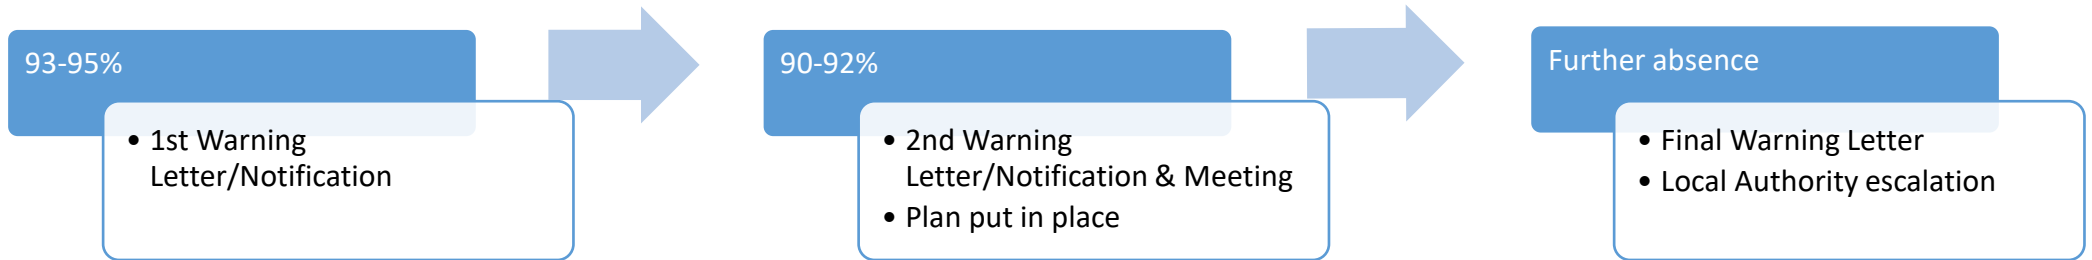 93-95%
• 1st Warning
Letter/Notification
90-92%
• 2nd Warning
Letter/Notification & Meeting
• Plan put in place
Further absence
• Final Warning Letter
• Local Authority escalation